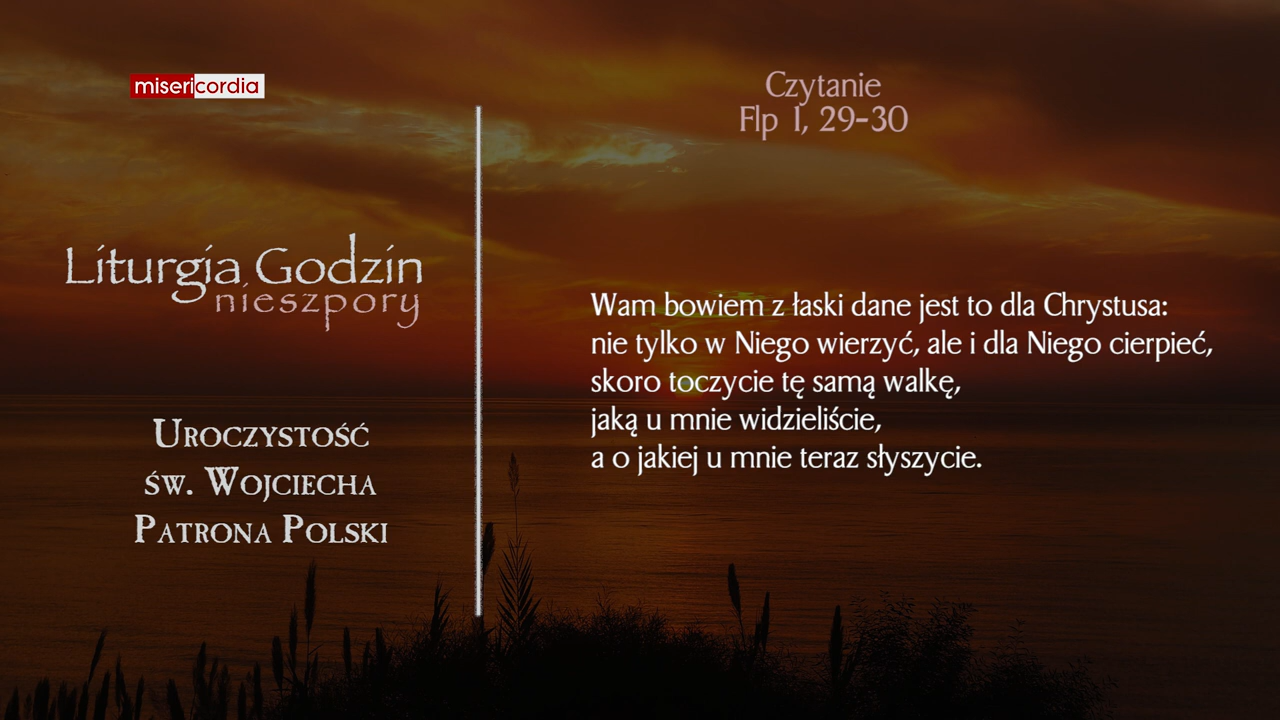 misericordia
Liturgia Godzin
nieszpory
Uroczystość
św. Wojciecha
Patrona Polski
Czytanie
Flp 1, 29-30
Wam bowiem z łaski dane jest to dla Chrystusa:
nie tylko w Niego wierzyć, ale i dla Niego cierpieć,
skoro toczycie tę samą walkę,
jaką u mnie widzieliście,
a o jakiej u mnie teraz słyszycie.